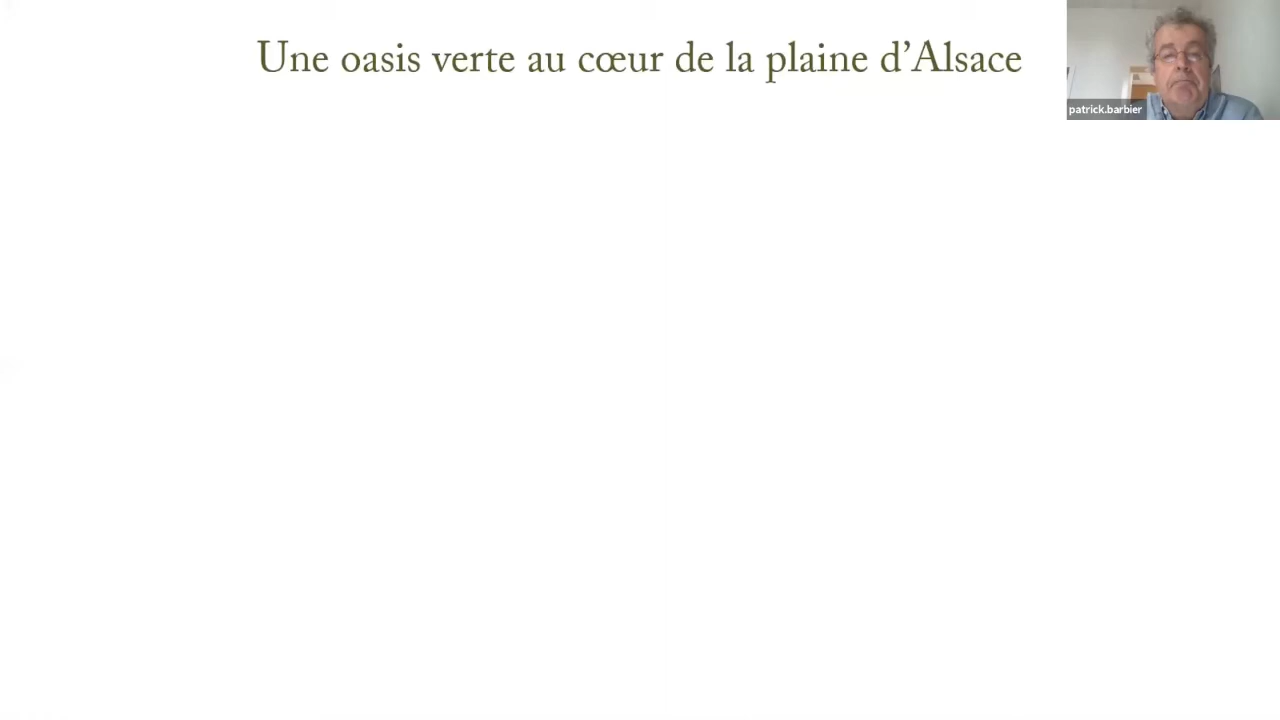 Une oasis verte au cœur de la plaine d’Alsace
patrick.barbier